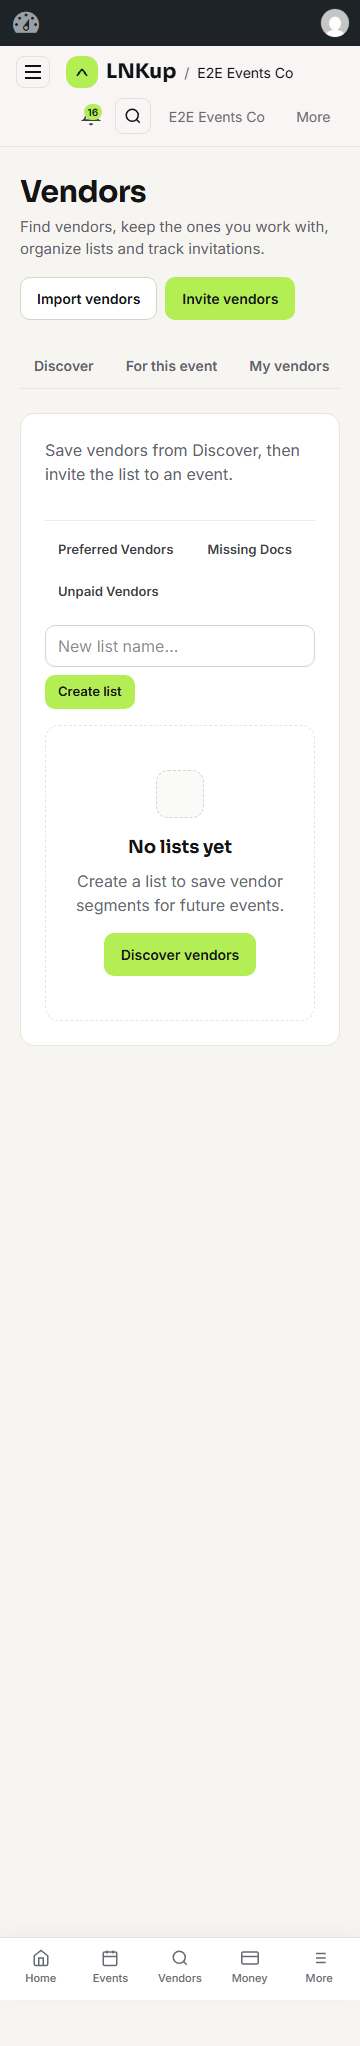 LNKup / E2E Events Co
16
E2E Events Co
More
Vendors
Find vendors, keep the ones you work with,
organize lists and track invitations.
Import vendors
Invite vendors
Discover
For this event
My vendors
Save vendors from Discover, then
invite the list to an event.
Preferred Vendors
Missing Docs
Unpaid Vendors
New list name...
Create list
No lists yet
Create a list to save vendor
segments for future events.
Discover vendors
Home
Events
Vendors
Money
More